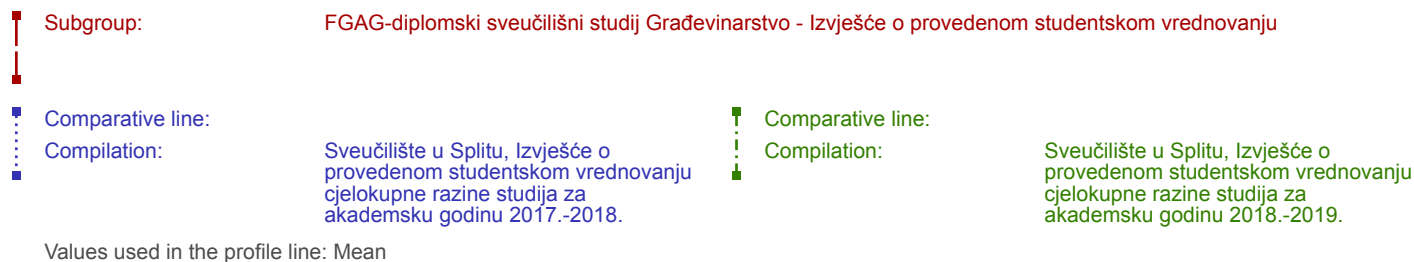 Subgroup: FGAG-diplomski sveučilišni studij Građevinarstvo - Izvješće o provedenom studentskom vrednovanju
Comparative line:
Compilation: Sveučilište u Splitu, Izvješće o
provedenom studentskom vrednovanju
cjelokupne razine studija za
akademsku godinu 2017.-2018.
Comparative line:
Compilation: Sveučilište u Splitu, Izvješće o
provedenom studentskom vrednovanju
cjelokupne razine studija za
akademsku godinu 2018.-2019.
Values used in the profile line: Mean